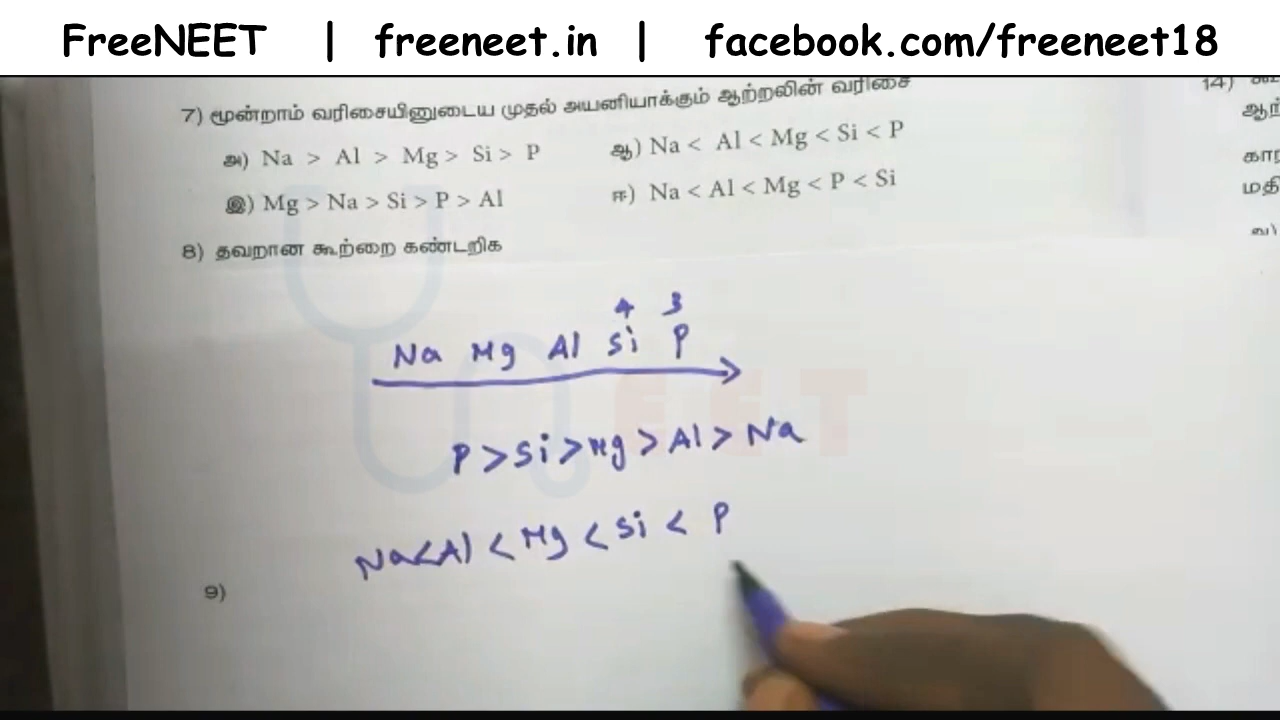 FreeNEET | freeneet.in | facebook.com/freeneet18
7) மூன்றாம் வரிசையினுடைய முதல் அயனியாக்கும் ஆற்றலின் வரிசை
அ) Na > Al > Mg > Si > P ஆ) Na < Al < Mg < Si < P
இ) Mg > Na > Si > P > Al ஈ) Na < Al < Mg < P < Si
8) தவறான கூற்றை கண்டறிக
4 3
Na Mg Al Si P
P > Si > Mg > Al > Na
Na < Al < Mg < Si < P
9)
14)
EET